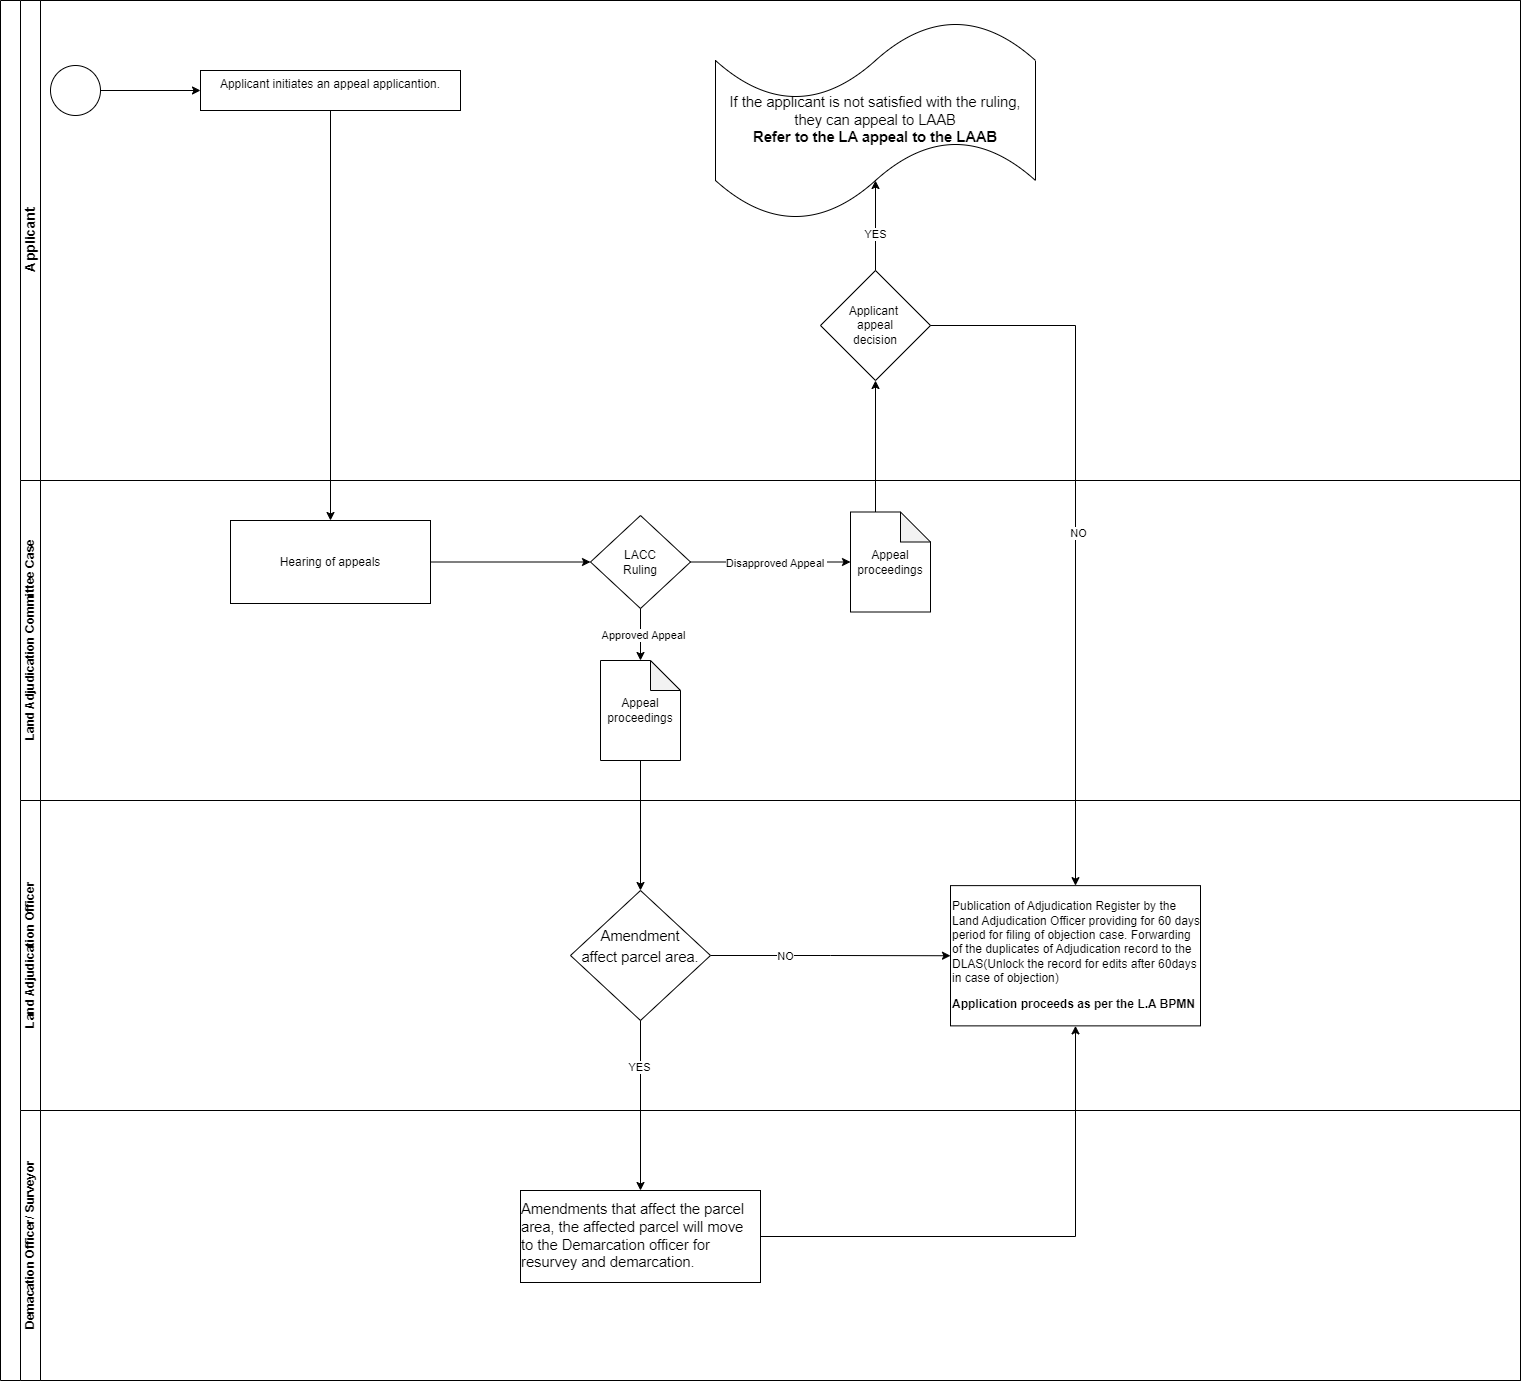 Applicant
Applicant initiates an appeal applicantion.
If the applicant is not satisfied with the ruling,
they can appeal to LAAB
Refer to the LA appeal to the LAAB
YES
Applicant
appeal
decision
NO
Land Adjudication Committee Case
Hearing of appeals
LACC
Ruling
Disapproved Appeal
Appeal
proceedings
Approved Appeal
Appeal
proceedings
Land Adjudication Officer
Amendment
affect parcel area.
NO
Publication of Adjudication Register by the
Land Adjudication Officer providing for 60 days
period for filing of objection case. Forwarding
of the duplicates of Adjudication record to the
DLAS(Unlock the record for edits after 60days
in case of objection)
Application proceeds as per the L.A BPMN
YES
Demacation Officer/ Surveyor
Amendments that affect the parcel
area, the affected parcel will move
to the Demarcation officer for
resurvey and demarcation.